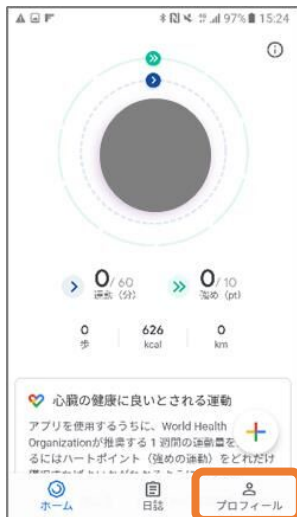 97% 15:24
0/60
運動（分）
0/10
強め（pt）
0
歩
626
kcal
0
km
心臓の健康に良いとされる運動
アプリを使用するうちに、World Health
Organizationが推奨する 1 週間の運動量を
るにはハートポイント（強めの運動）をどれだけ
ホーム
日誌
プロフィール